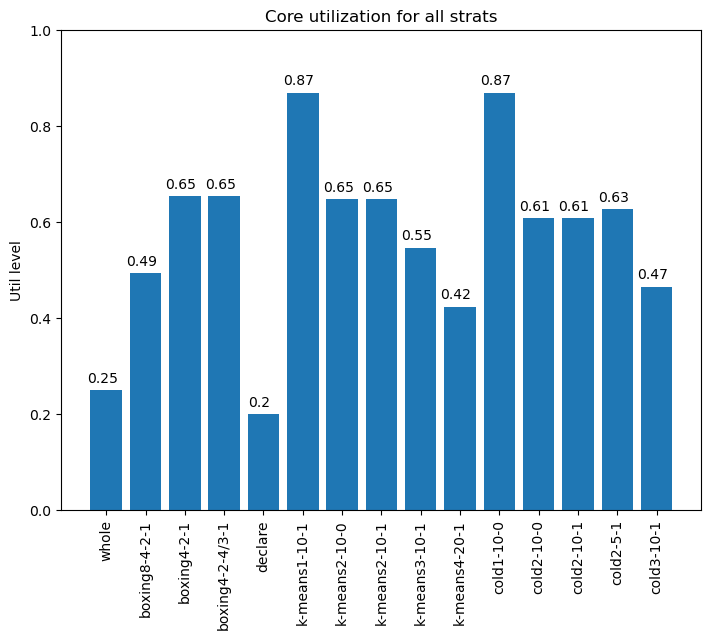 Core utilization for all strats
Util level
1.0
0.8
0.6
0.4
0.2
0.0
0.25
0.49
0.65
0.65
0.2
0.87
0.65
0.65
0.55
0.42
0.87
0.61
0.61
0.63
0.47
whole
boxing8-4-2-1
boxing4-2-1
boxing4-2-4/3-1
declare
k-means1-10-1
k-means2-10-0
k-means2-10-1
k-means3-10-1
k-means4-20-1
cold1-10-0
cold2-10-0
cold2-10-1
cold2-5-1
cold3-10-1